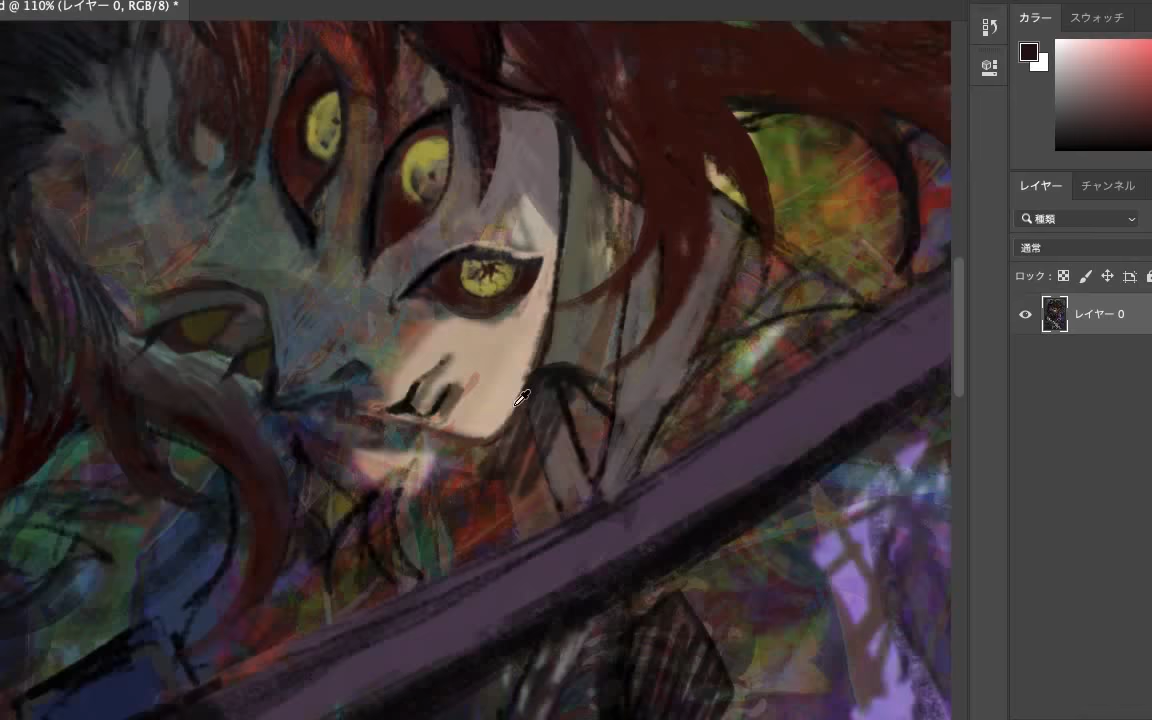 d @ 110% (レイヤー 0, RGB/8) *
カラー スウォッチ
レイヤー チャンネル
種類
通常
ロック :
レイヤー 0